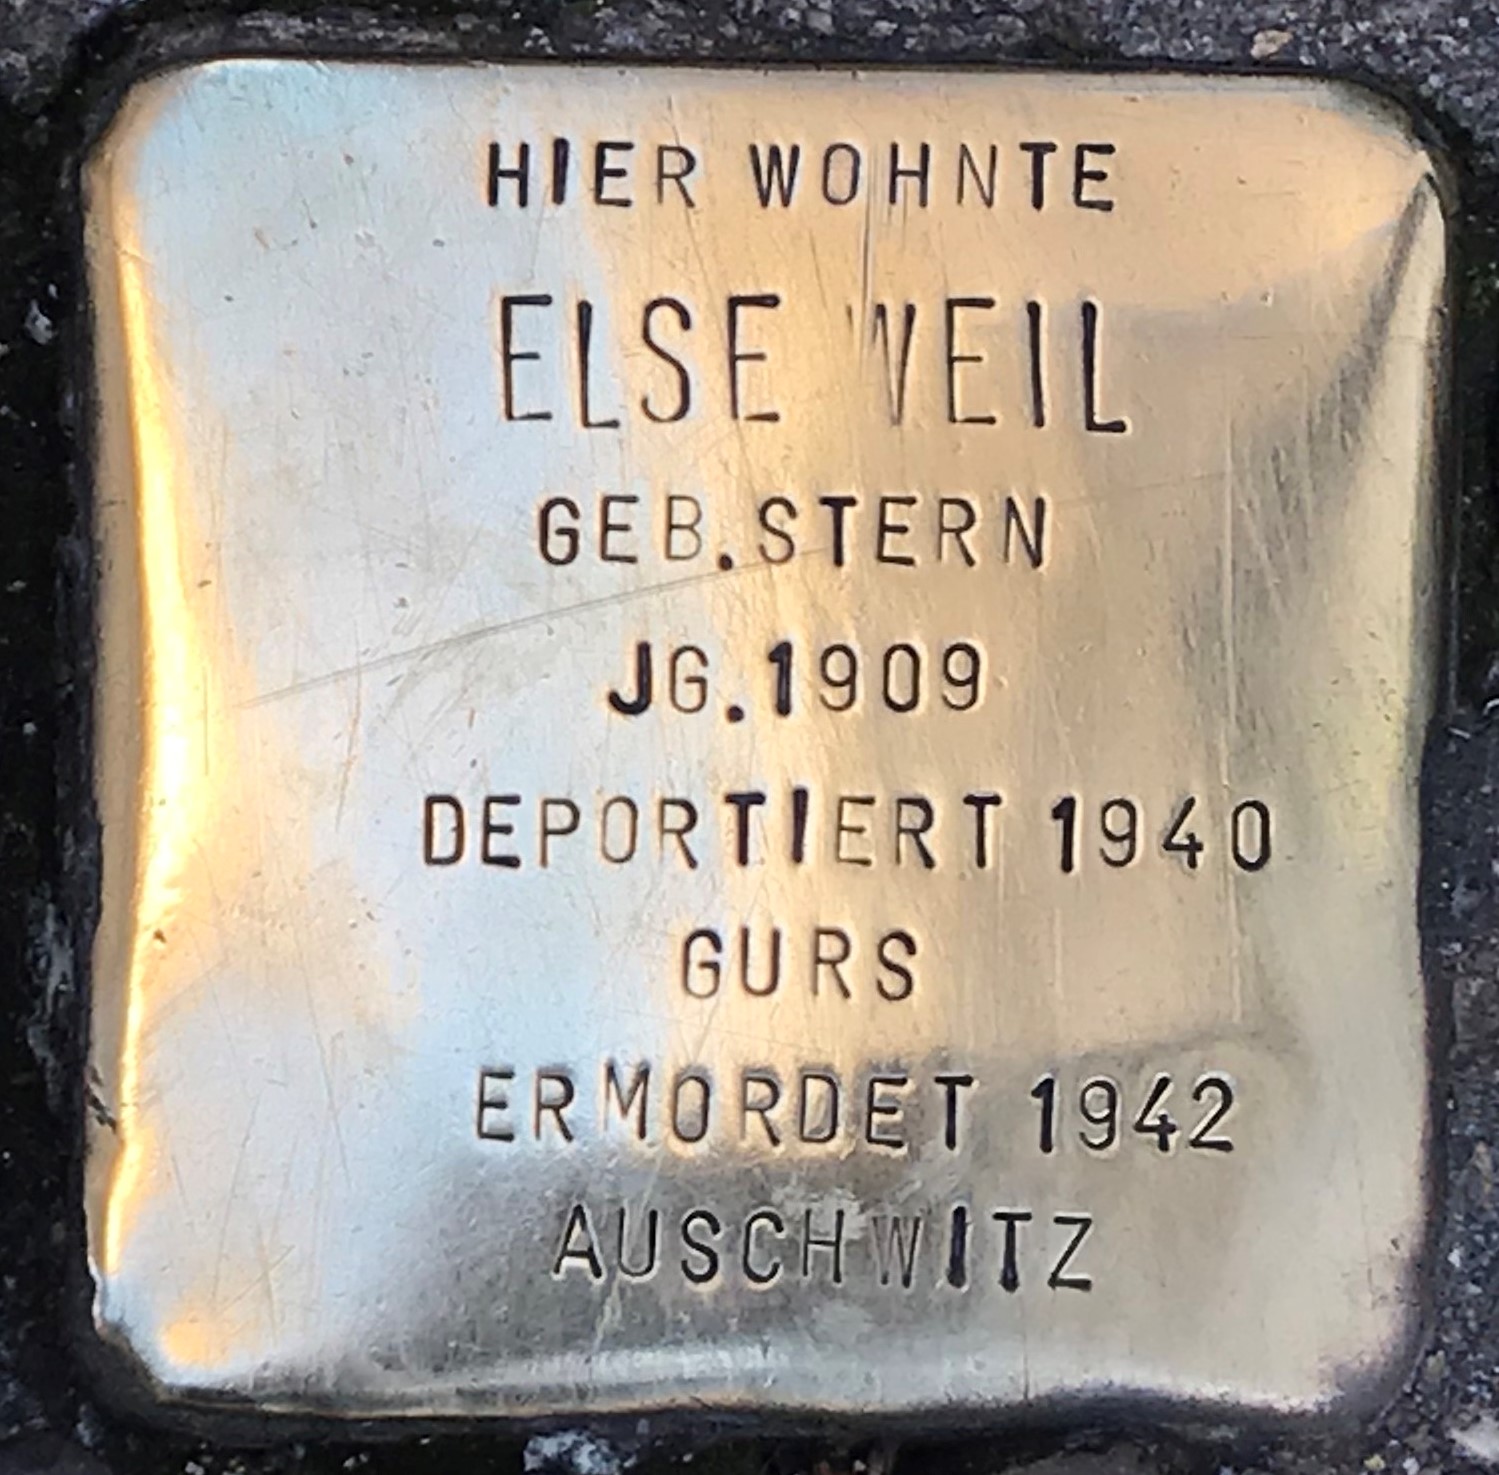 HIER WOHNTE
ELSE WEIL
GEB.STERN
JG.1909
DEPORTIERT 1940
GURS
ERMORDET 1942
AUSCHWITZ